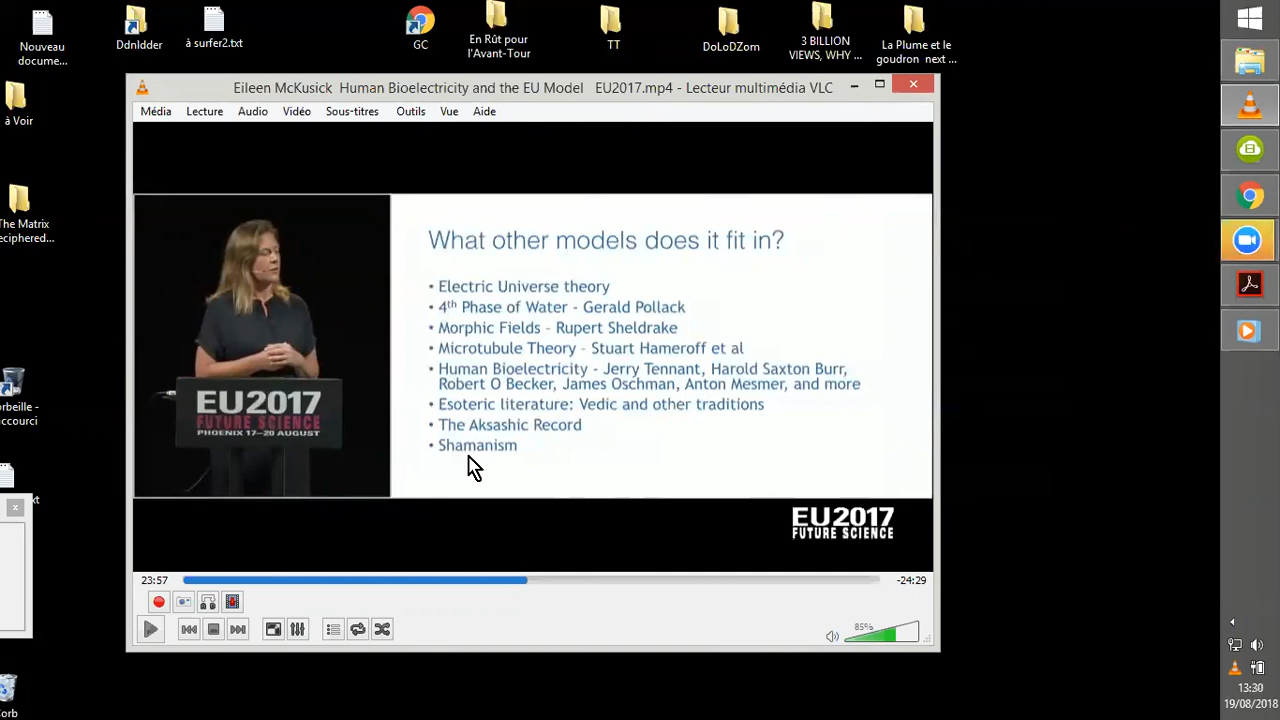 Nouveau
docume...
Ddnldder
à surfer2.txt
GC
En Rût pour
l'Avant-Tour
TT
DoLoDZom
3 BILLION
VIEWS, WHY ...
La Plume et le
goudron next ...
à Voir
The Matrix
eciphered...
orbeille -
accourci
xt
x
Corb
Eileen McKusick Human Bioelectricity and the EU Model EU2017.mp4 - Lecteur multimédia VLC
Média Lecture Audio Vidéo Sous-titres Outils Vue Aide
What other models does it fit in?
• Electric Universe theory
• 4th Phase of Water - Gerald Pollack
• Morphic Fields - Rupert Sheldrake
• Microtubule Theory - Stuart Hameroff et al
• Human Bioelectricity - Jerry Tennant, Harold Saxton Burr,
Robert O Becker, James Oschman, Anton Mesmer, and more
• Esoteric literature: Vedic and other traditions
• The Aksashic Record
• Shamanism
EU2017
FUTURE SCIENCE
PHOENIX 17–20 AUGUST
EU2017
FUTURE SCIENCE
23:57
-24:29
85%
13:30
19/08/2018